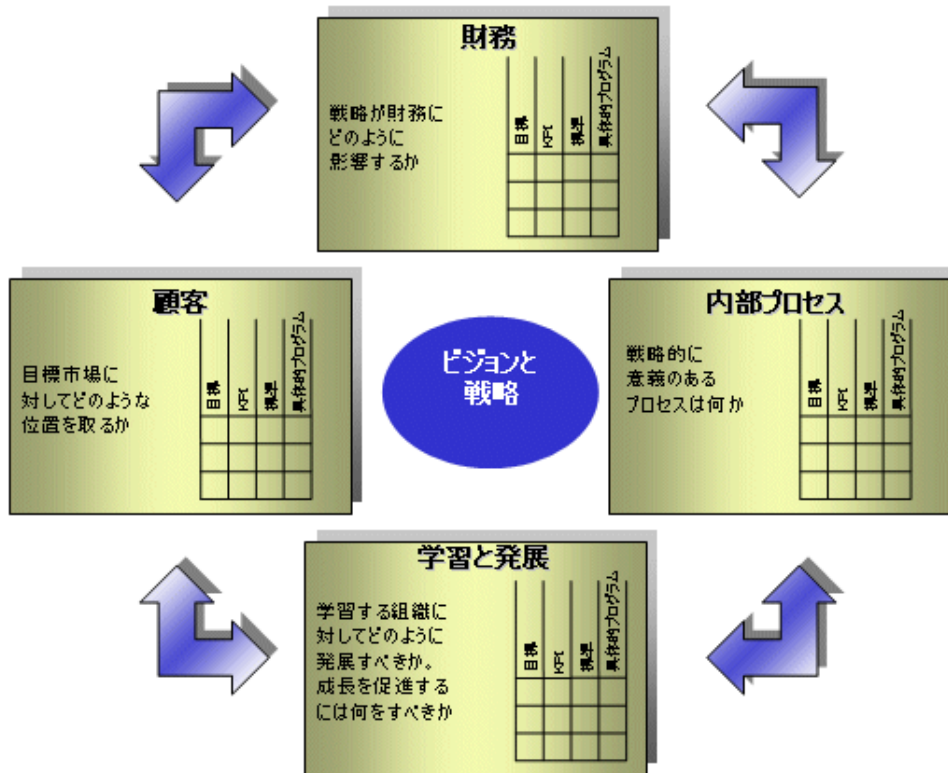 財務
戦略が財務に
どのように
影響するか
目標
KPI
標準
具体的プログラム
顧客
目標市場に
対してどのような
位置を取るか
目標
KPI
標準
具体的プログラム
ビジョンと
戦略
内部プロセス
戦略的に
意義のある
プロセスは何か
目標
KPI
標準
具体的プログラム
学習と発展
学習する組織に
対してどのように
発展すべきか。
成長を促進する
には何をすべきか
目標
KPI
標準
具体的プログラム